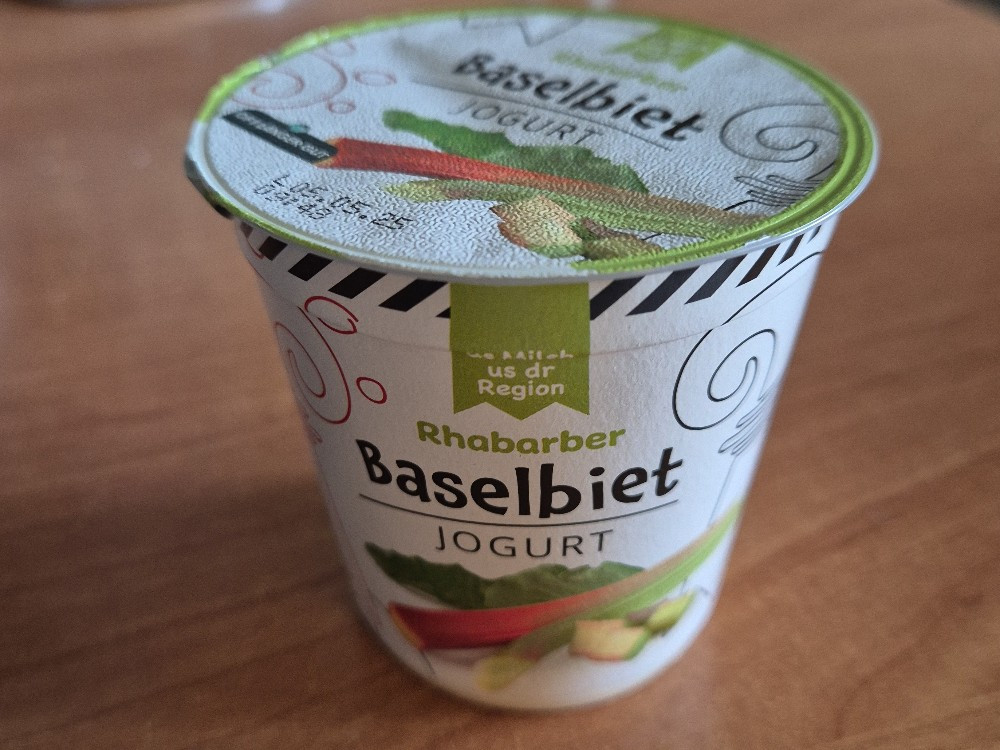 Rhabarber
Baselbiet
JOGURT
05.05.25
us dr
Region
Rhabarber
Baselbiet
JOGURT